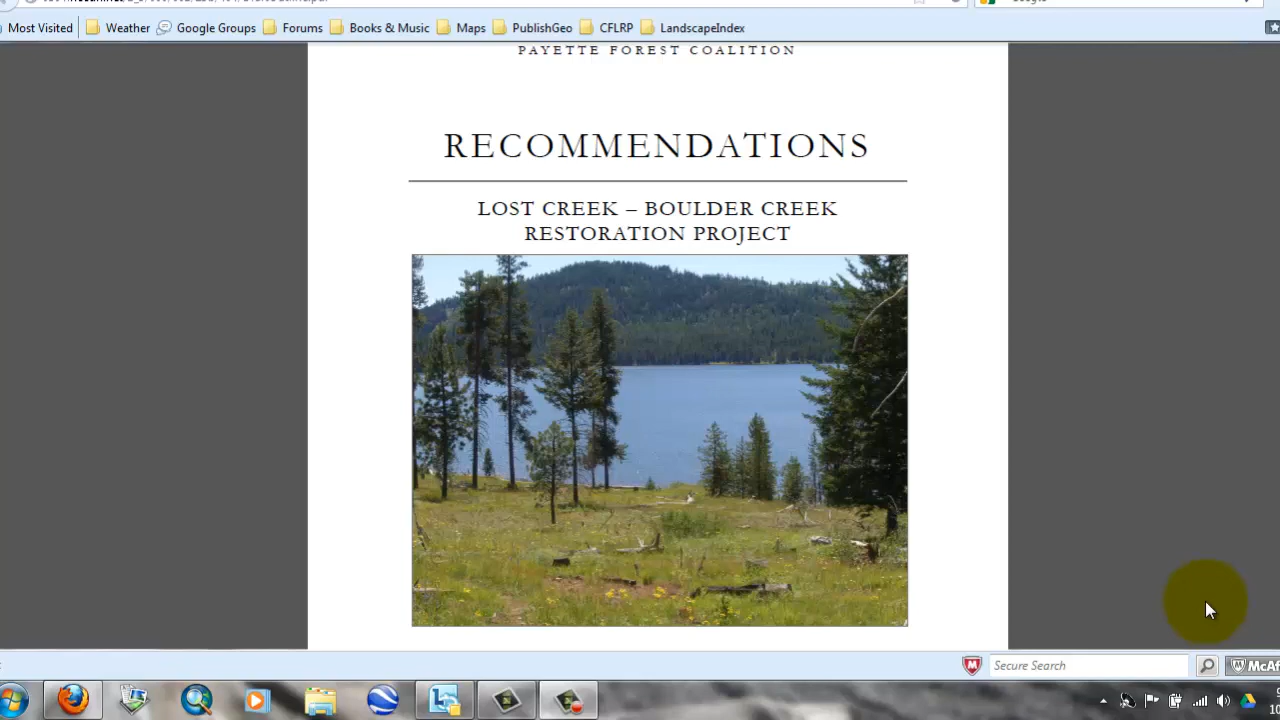 Most Visited Weather Google Groups Forums Books & Music Maps PublishGeo CFLRP LandscapeIndex
PAYETTE FOREST COALITION
RECOMMENDATIONS
LOST CREEK – BOULDER CREEK
RESTORATION PROJECT
Secure Search